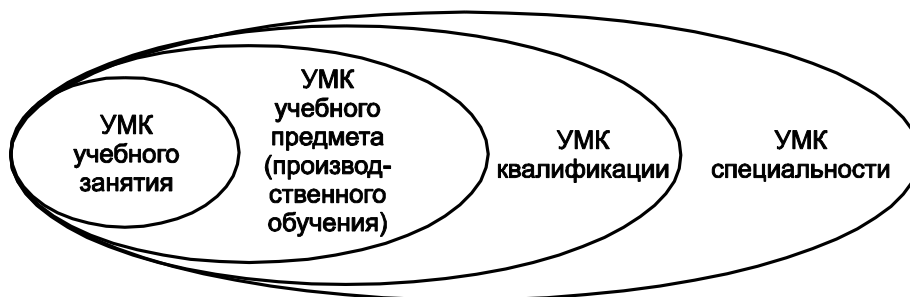 УМК
учебного
занятия
УМК
учебного
предмета
(производ-
ственного
обучения)
УМК
квалификации
УМК
специальности